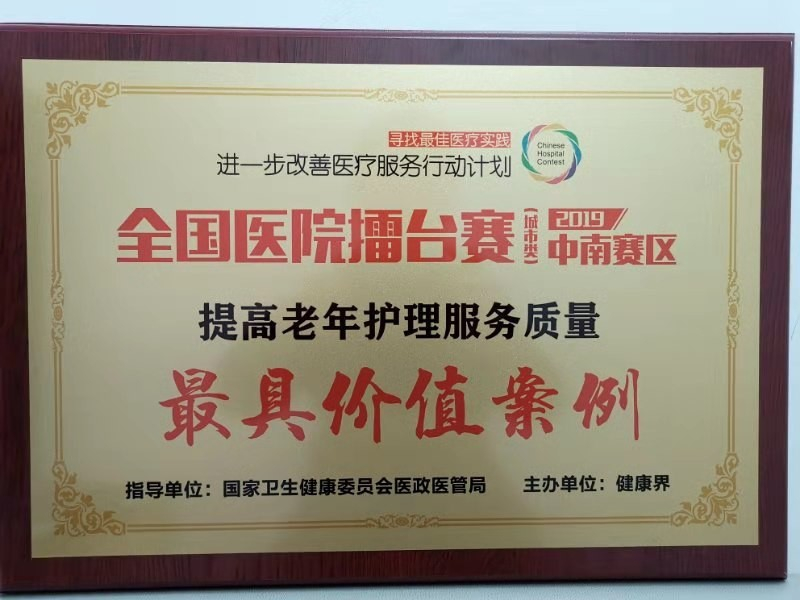 寻找最佳医疗实践
进一步改善医疗服务行动计划
Chinese
Hospital
Contest
全国医院擂台赛(城市类)2019/中南赛区
提高老年护理服务质量
最具价值案例
指导单位：国家卫生健康委员会医政医管局 主办单位：健康界